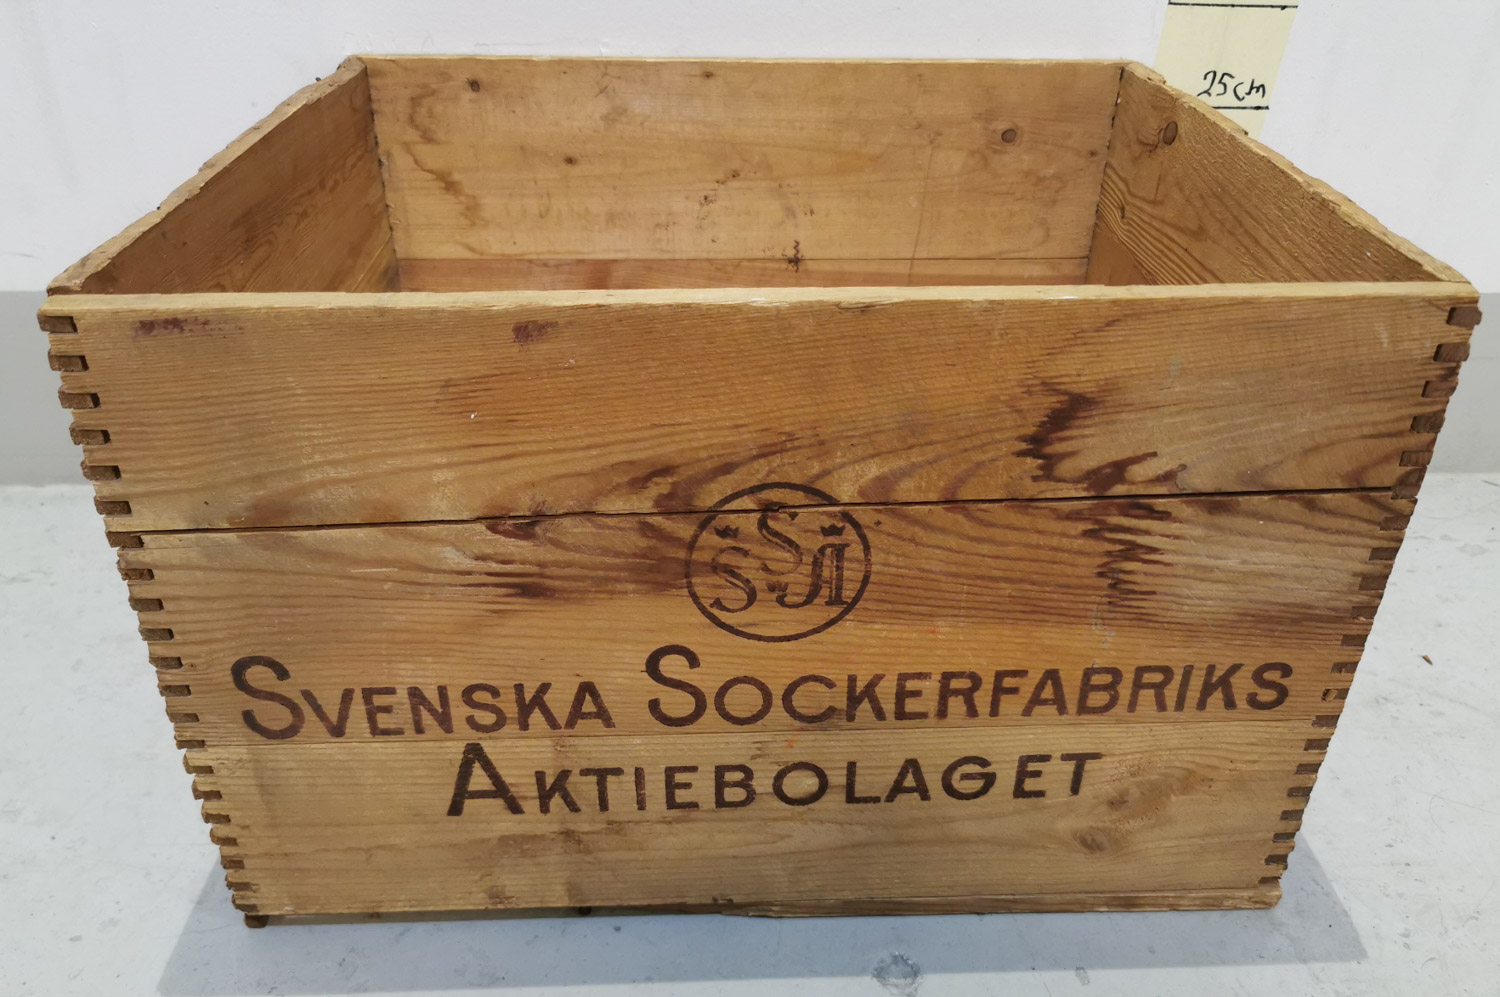 25cm
SSA
SVENSKA SOCKERFABRIKS
AKTIEBOLAGET